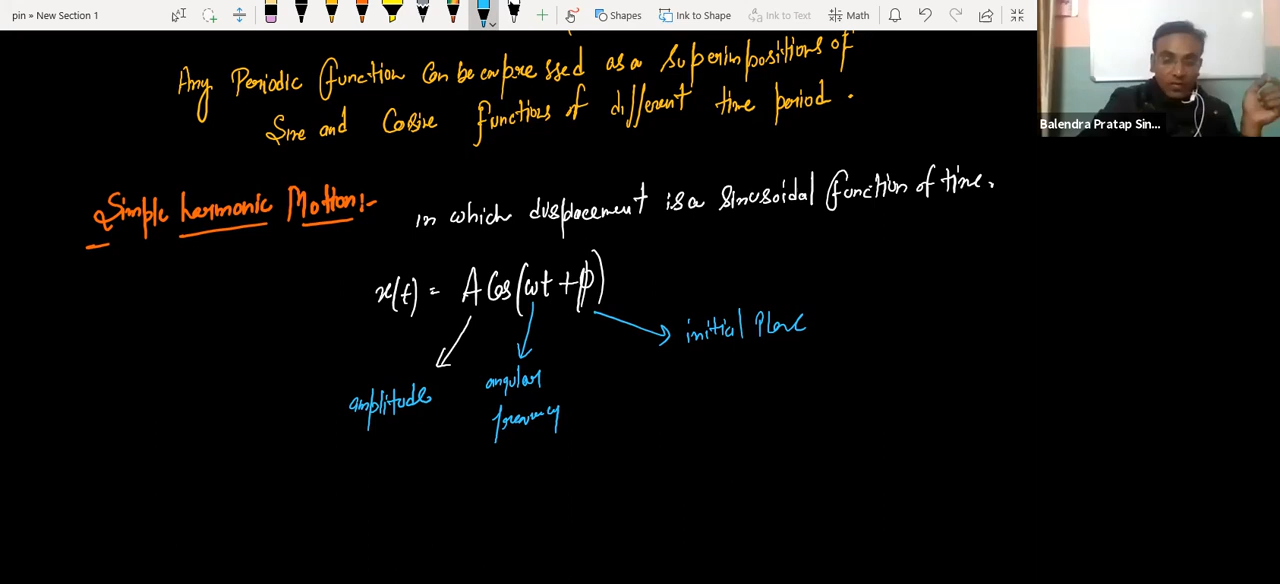 pin » New Section 1
Shapes Ink to Shape Ink to Text Math
Balendra Pratap Sin...
Any Periodic function Can be expressed as a Superimpositions of
Sine and Cosine functions of different time period.
Simple harmonic Motion:- in which displacement is a sinusoidal function of time.
x(t) = A Cos(ωt + φ)
initial Phase
amplitude
angular
frequency